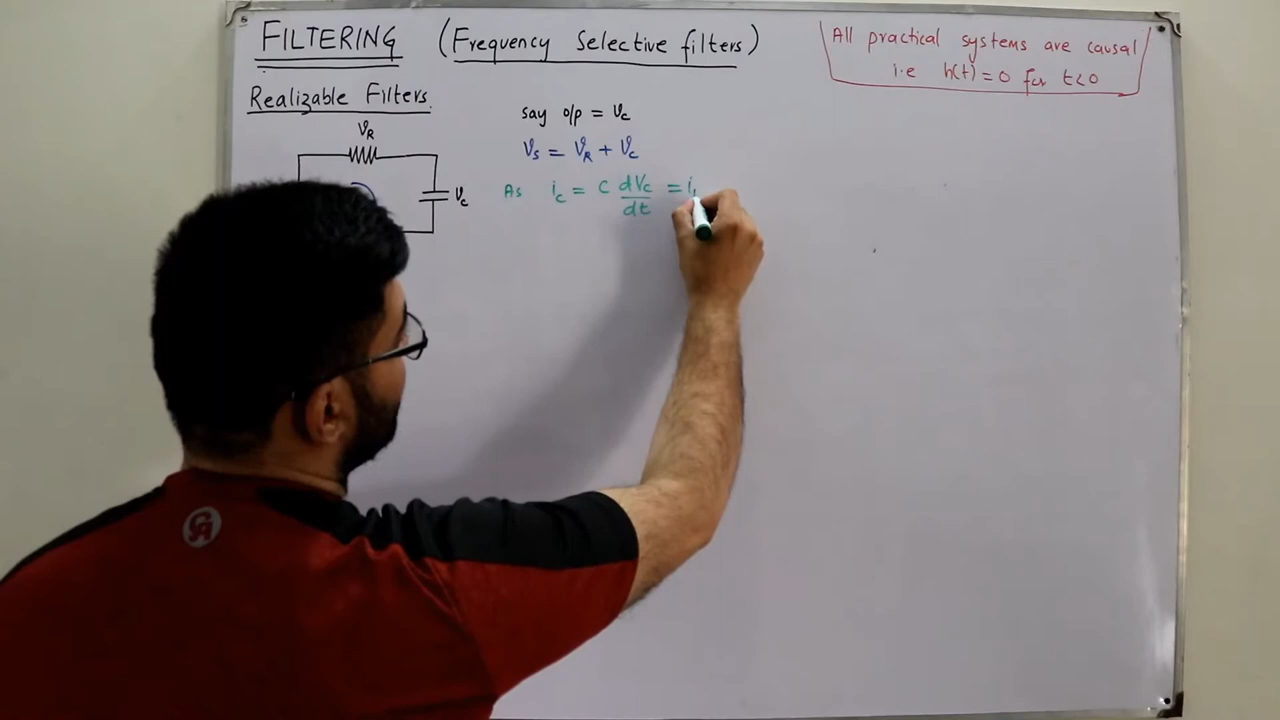 FILTERING (Frequency Selective filters)
All practical systems are causal
i.e h(t) = 0 for t<0
Realizable Filters
V_R
V_c
say o/p = V_c
V_S = V_R + V_c
As i_c = C dV_c/dt = i
CA